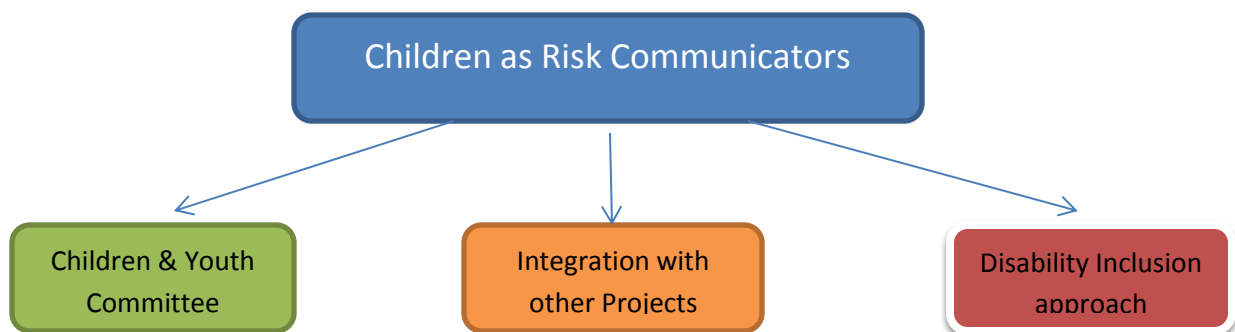 Children as Risk Communicators
Children & Youth
Committee
Integration with
other Projects
Disability Inclusion
approach